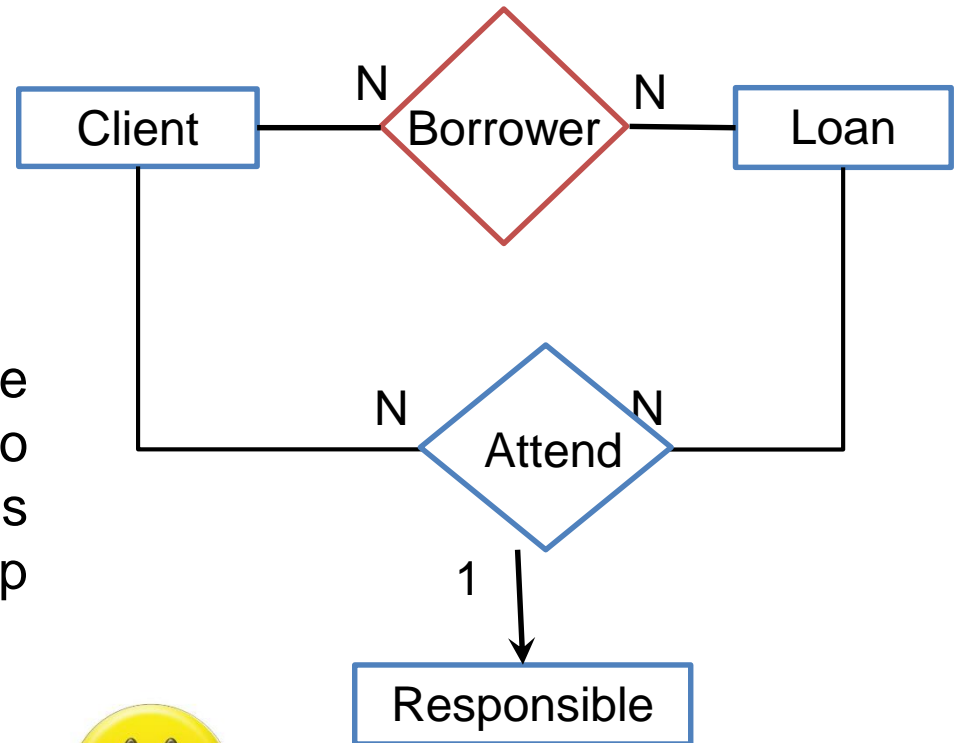 N
N
Client
Borrower
Loan
e
o
s
p
N
N
Attend
1
Responsible